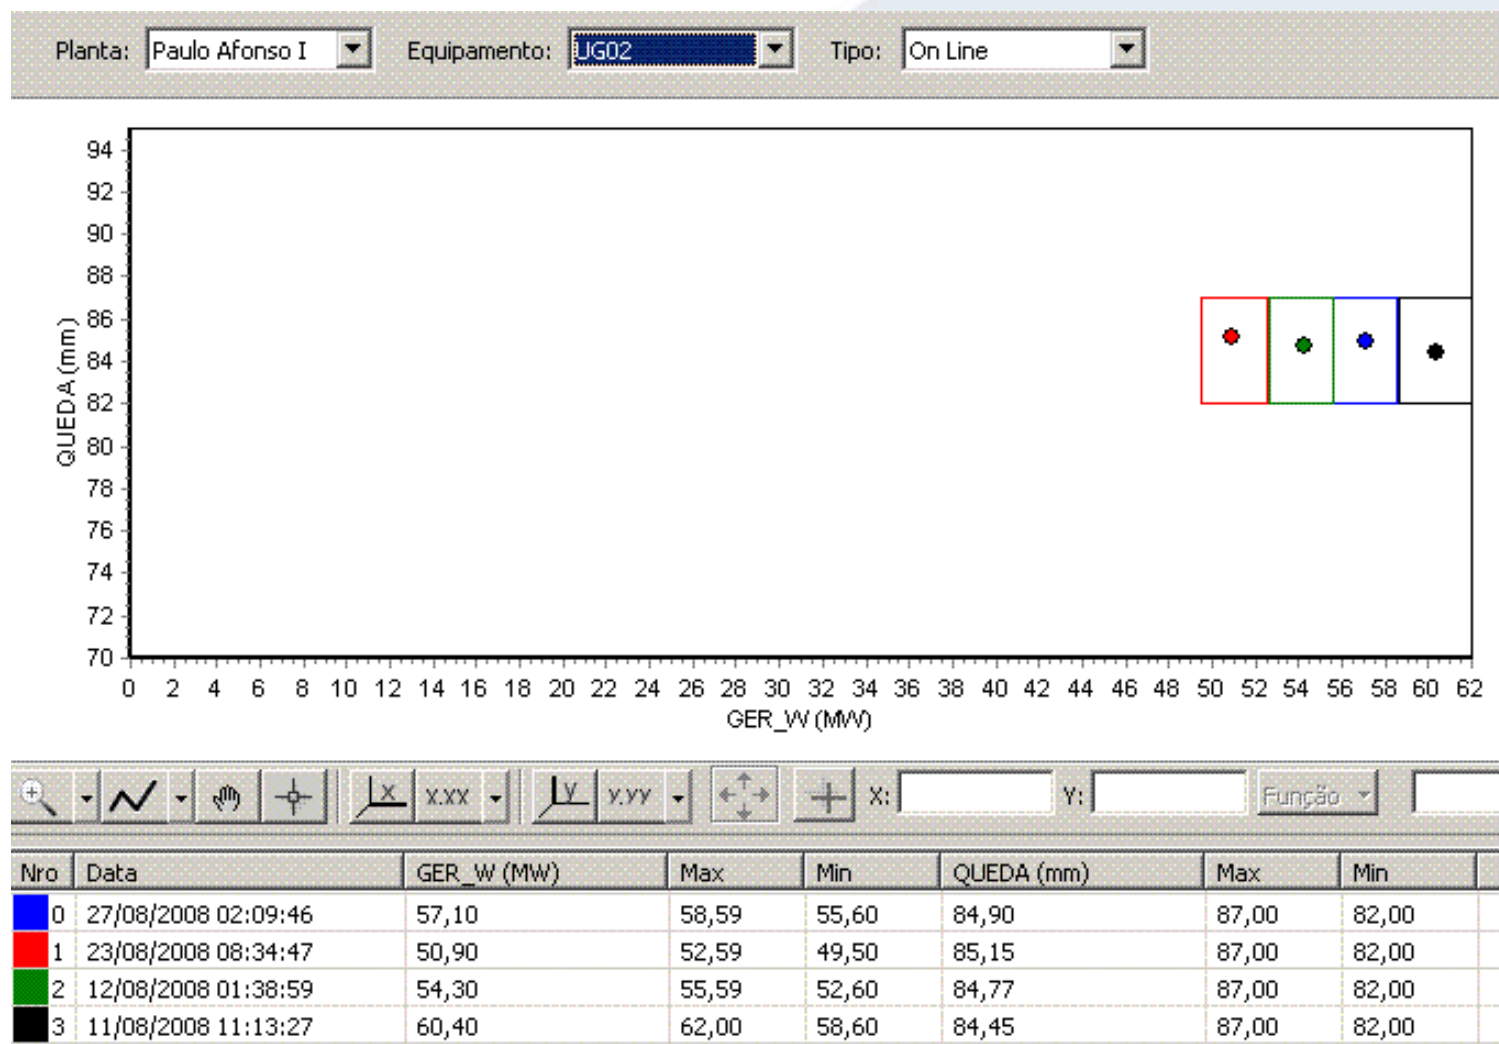 Planta: Paulo Afonso I Equipamento: UG02 Tipo: On Line
94
92
90
88
86
84
82
80
78
76
74
72
70
QUEDA (mm)
0 2 4 6 8 10 12 14 16 18 20 22 24 26 28 30 32 34 36 38 40 42 44 46 48 50 52 54 56 58 60 62
GER_W (MW)
X X.XX Y Y.YY X: Y: Função
Nro Data GER_W (MW) Max Min QUEDA (mm) Max Min
0 27/08/2008 02:09:46 57,10 58,59 55,60 84,90 87,00 82,00
1 23/08/2008 08:34:47 50,90 52,59 49,50 85,15 87,00 82,00
2 12/08/2008 01:38:59 54,30 55,59 52,60 84,77 87,00 82,00
3 11/08/2008 11:13:27 60,40 62,00 58,60 84,45 87,00 82,00